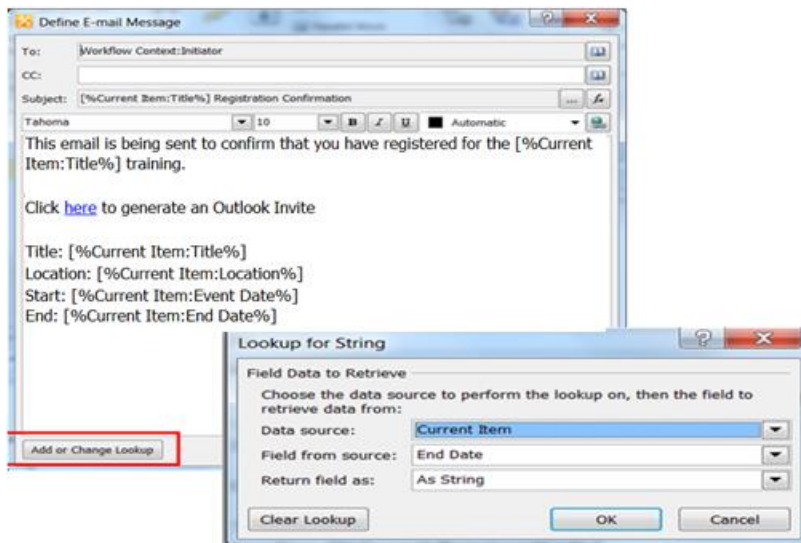 Define E-mail Message
To: Workflow Context:Initiator
CC:
Subject: [%Current Item:Title%] Registration Confirmation ... fx
Tahoma 10 B I U Automatic
This email is being sent to confirm that you have registered for the [%Current
Item:Title%] training.
Click here to generate an Outlook Invite
Title: [%Current Item:Title%]
Location: [%Current Item:Location%]
Start: [%Current Item:Event Date%]
End: [%Current Item:End Date%]
Add or Change Lookup
Lookup for String
Field Data to Retrieve
Choose the data source to perform the lookup on, then the field to
retrieve data from:
Data source: Current Item
Field from source: End Date
Return field as: As String
Clear Lookup OK Cancel